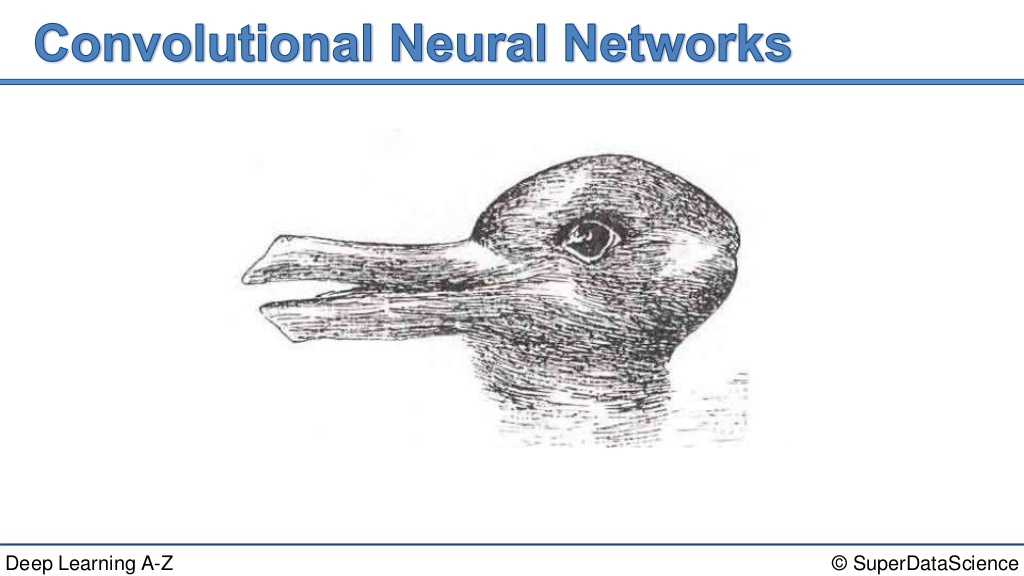 Convolutional Neural Networks
Deep Learning A-Z
© SuperDataScience